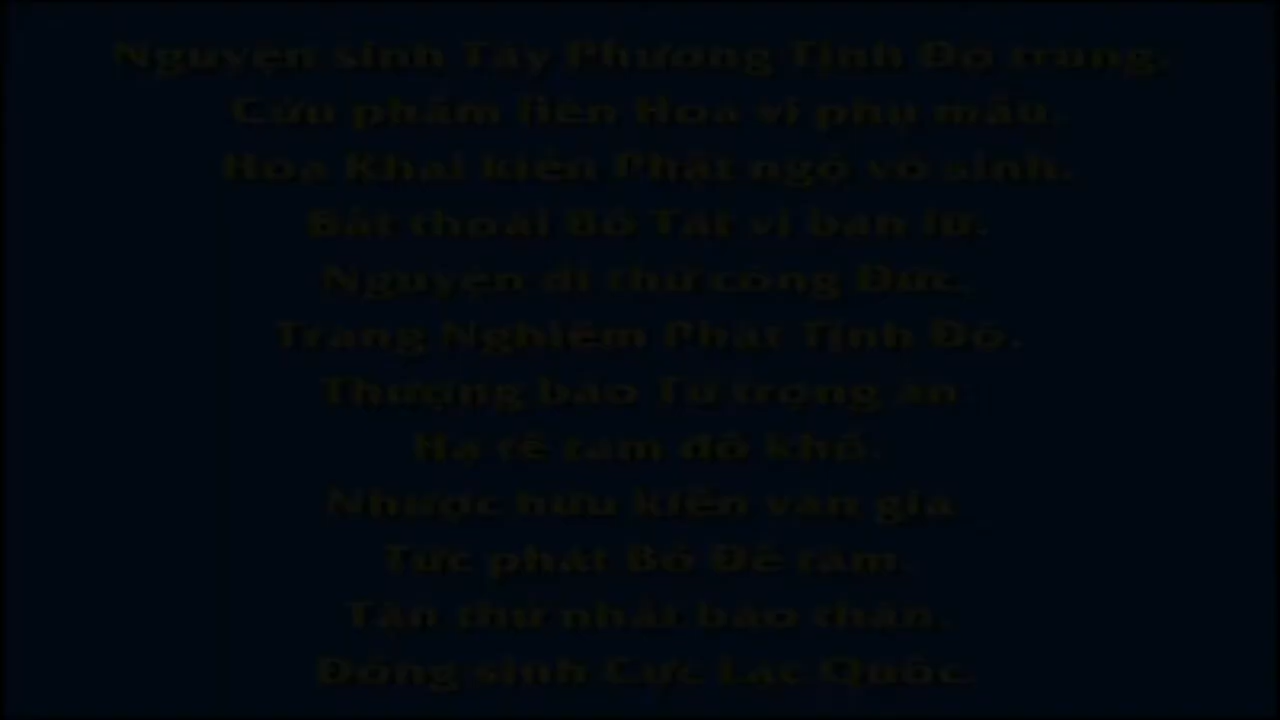 Nguyện sinh Tây Phương Tịnh Độ trung,
Cửu phẩm liên Hoa vi phụ mẫu.
Hoa Khai kiến Phật ngộ vô sinh,
Bất thoái Bồ Tát vi bạn lữ.
Nguyện dĩ thử công Đức,
Trang Nghiêm Phật Tịnh Độ.
Thượng báo Tứ trọng ân
Hạ tế tam đồ khổ.
Nhược hữu kiến văn giả
Tức phát Bồ Đề tâm.
Tận thử nhất báo thân,
Đồng sinh Cực Lạc Quốc.